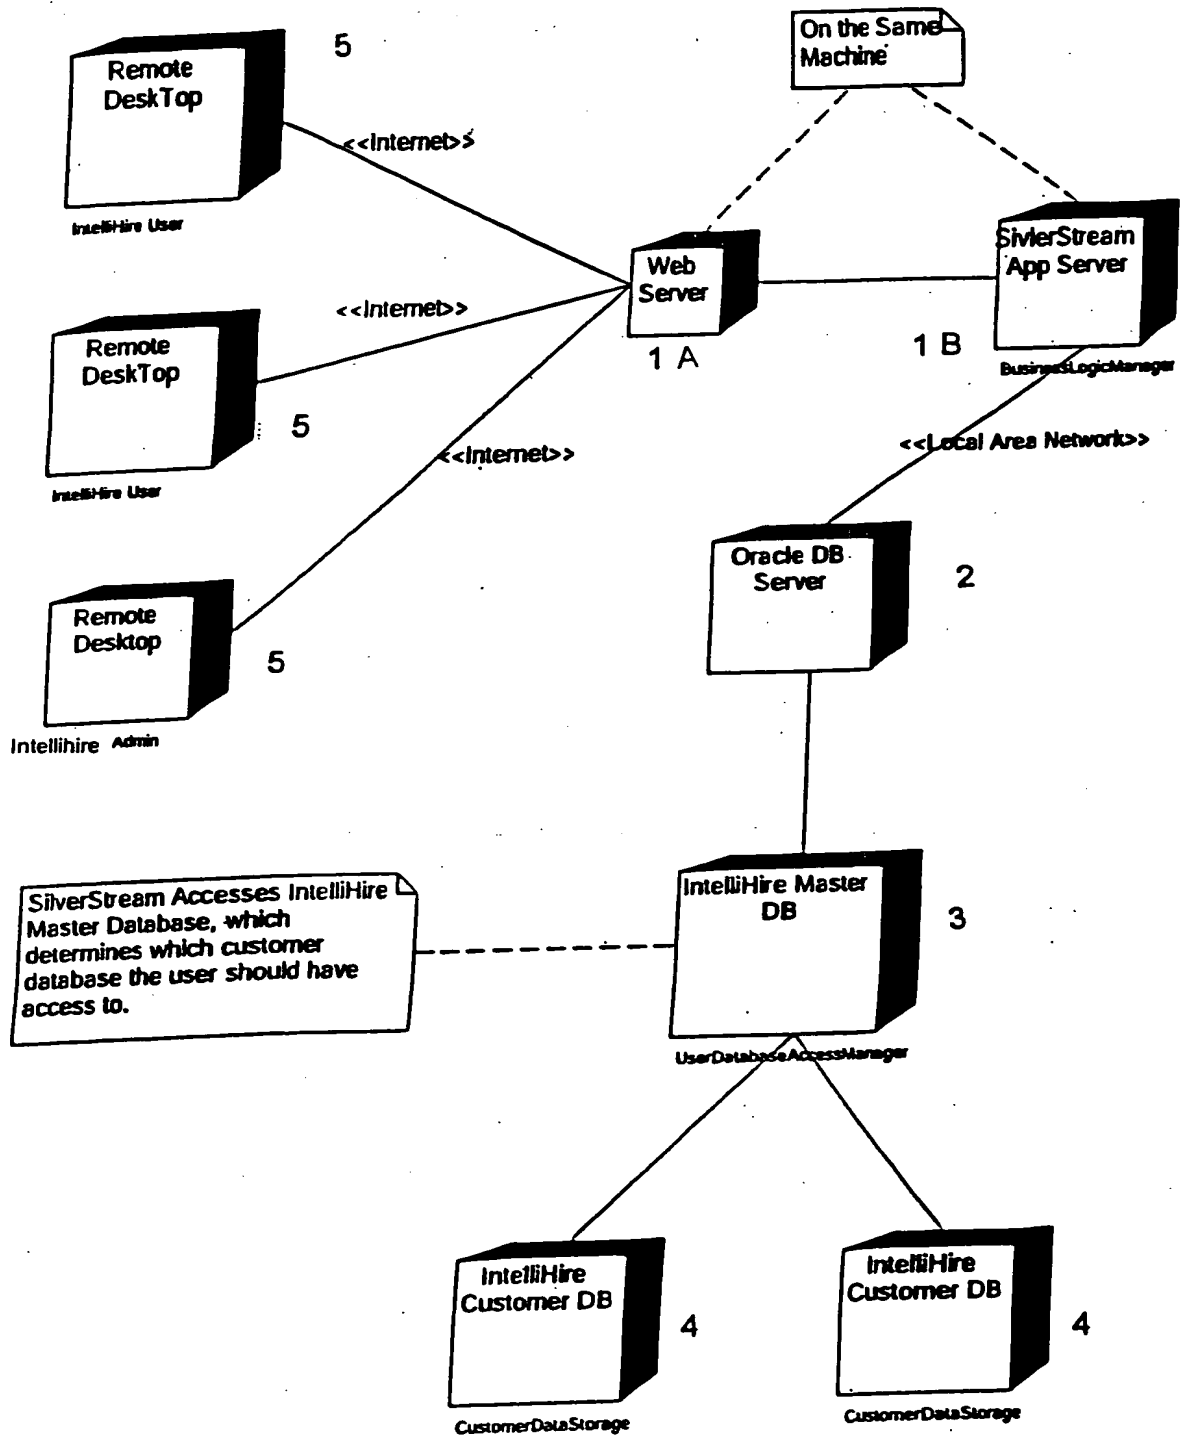 5
On the Same
Machine
Remote
DeskTop
<<Internet>>
IntelliHire User
SivlerStream
App Server
Web
Server
<<Internet>>
Remote
DeskTop
1 A
1 B
BusinessLogicManager
5
<<Local Area Network>>
<<Internet>>
IntelliHire User
Oracle DB
Server
2
Remote
Desktop
5
Intellihire Admin
IntelliHire Master
DB
3
SilverStream Accesses IntelliHire
Master Database, which
determines which customer
database the user should have
access to.
UserDatabaseAccessManager
IntelliHire
Customer DB
4
IntelliHire
Customer DB
4
CustomerDataStorage
CustomerDataStorage